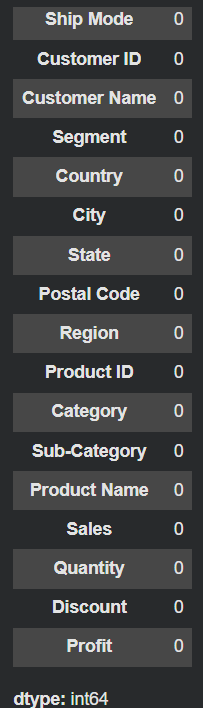 Ship Mode 0
Customer ID 0
Customer Name 0
Segment 0
Country 0
City 0
State 0
Postal Code 0
Region 0
Product ID 0
Category 0
Sub-Category 0
Product Name 0
Sales 0
Quantity 0
Discount 0
Profit 0
dtype: int64